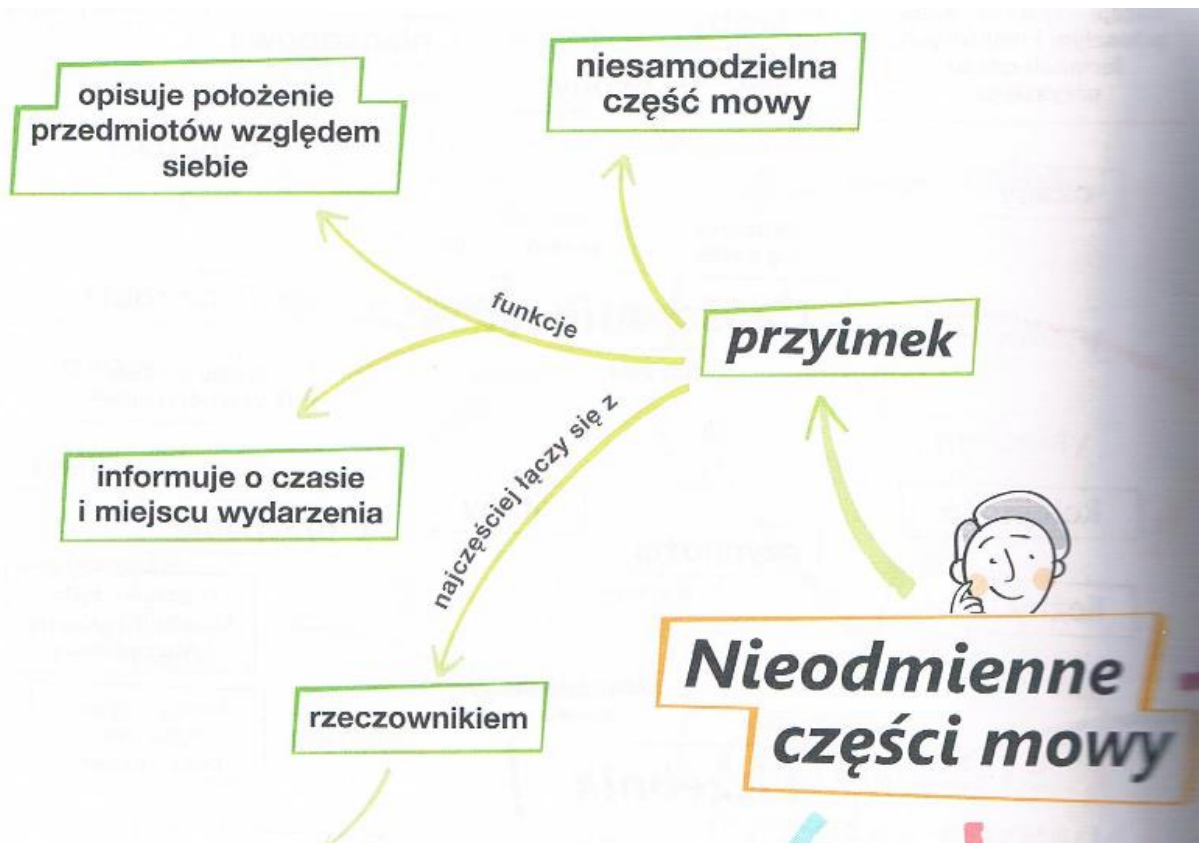 opisuje położenie
przedmiotów względem
siebie
niesamodzielna
część mowy
funkcje
przyimek
najczęściej łączy się z
informuje o czasie
i miejscu wydarzenia
rzeczownikiem
Nieodmienne
części mowy